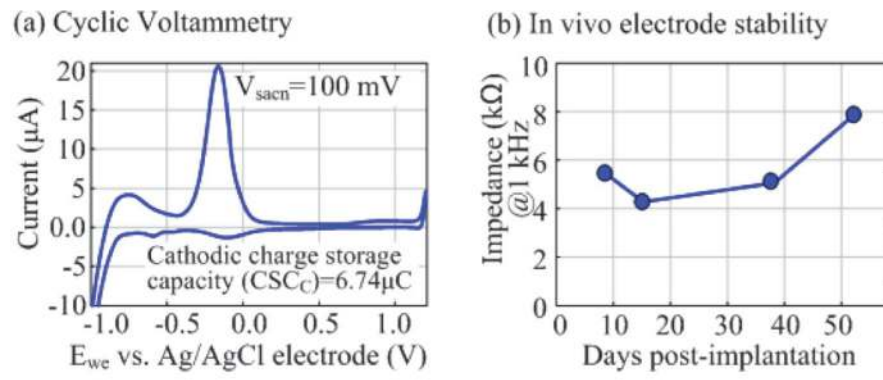 (a) Cyclic Voltammetry
20
15
10
5
0.0
-5
-10
Current (μA)
V_sacn=100 mV
Cathodic charge storage
capacity (CSC_C)=6.74μC
-1.0 -0.5 0.0 0.5 1.0
E_we vs. Ag/AgCl electrode (V)
(b) In vivo electrode stability
10
8
6
4
2
0
Impedance (kΩ)
@1 kHz
0 10 20 30 40 50
Days post-implantation